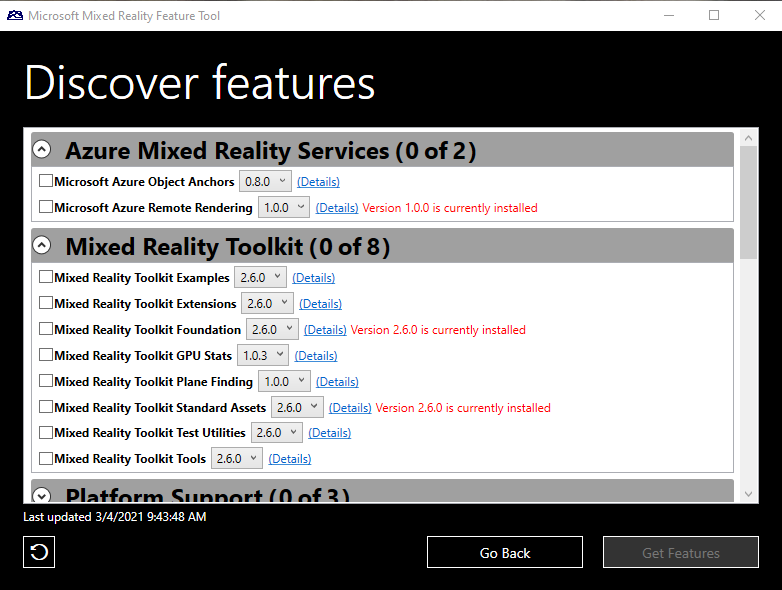 Microsoft Mixed Reality Feature Tool
Discover features
Azure Mixed Reality Services (0 of 2)
Microsoft Azure Object Anchors 0.8.0 (Details)
Microsoft Azure Remote Rendering 1.0.0 (Details) Version 1.0.0 is currently installed
Mixed Reality Toolkit (0 of 8)
Mixed Reality Toolkit Examples 2.6.0 (Details)
Mixed Reality Toolkit Extensions 2.6.0 (Details)
Mixed Reality Toolkit Foundation 2.6.0 (Details) Version 2.6.0 is currently installed
Mixed Reality Toolkit GPU Stats 1.0.3 (Details)
Mixed Reality Toolkit Plane Finding 1.0.0 (Details)
Mixed Reality Toolkit Standard Assets 2.6.0 (Details) Version 2.6.0 is currently installed
Mixed Reality Toolkit Test Utilities 2.6.0 (Details)
Mixed Reality Toolkit Tools 2.6.0 (Details)
Platform Support (0 of 3)
Last updated 3/4/2021 9:43:48 AM
Go Back
Get Features